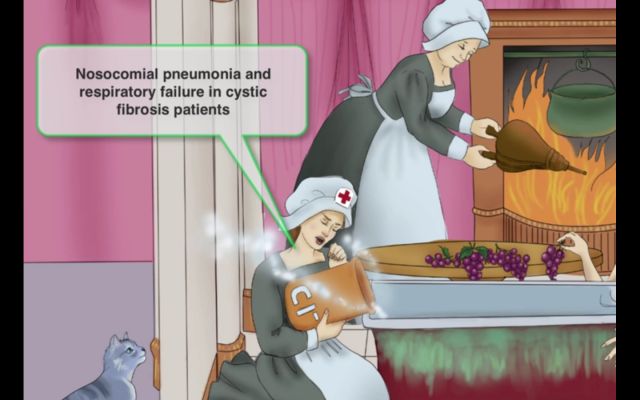 Nosocomial pneumonia and
respiratory failure in cystic
fibrosis patients
Cl-